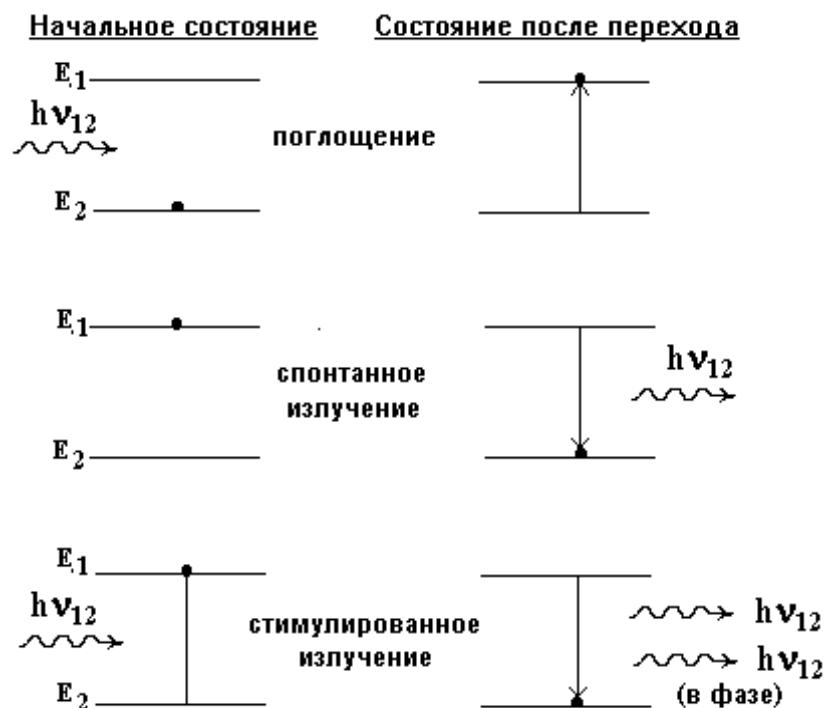 Начальное состояние Состояние после перехода
E1
hν12
поглощение
E2
E1
hν12
спонтанное
излучение
E2
E1
hν12
hν12
стимулированное
излучение
hν12
(в фазе)
E2